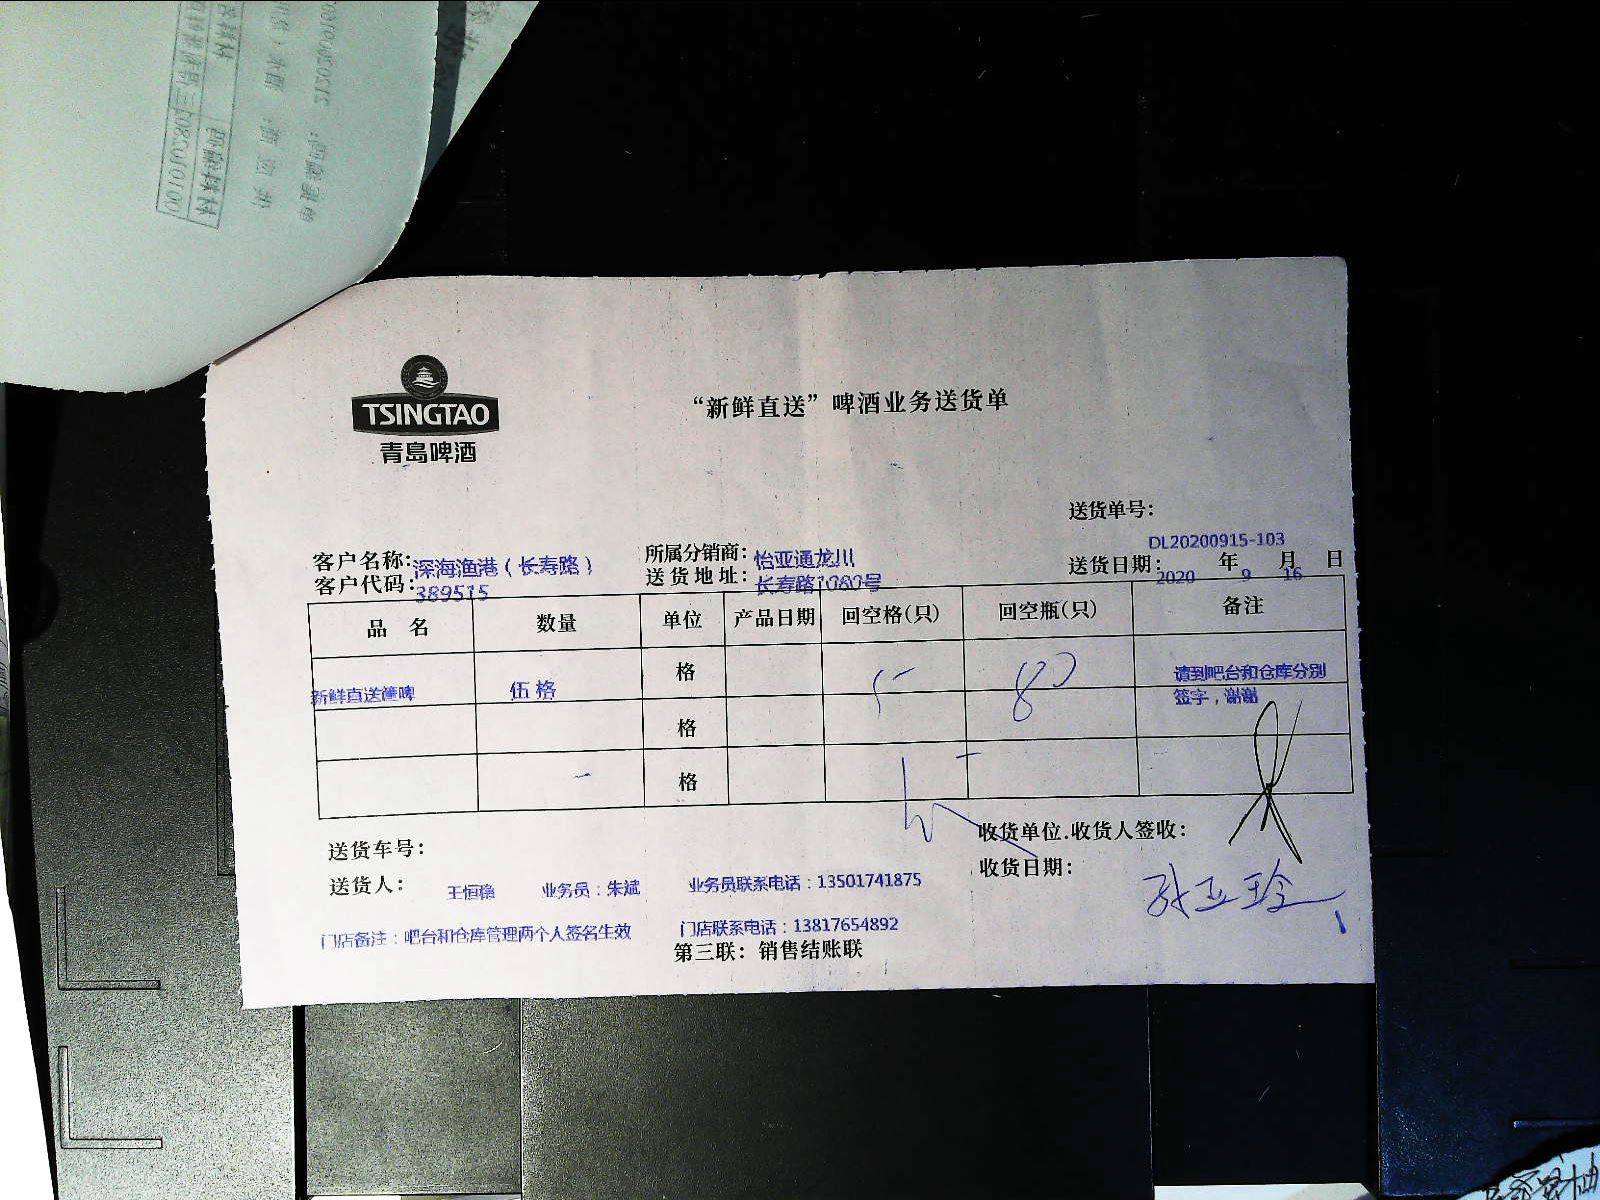 TSINGTAO
青島啤酒
“新鲜直送”啤酒业务送货单
送货单号:
DL20200915-103
客户名称: 深海渔港(长寿路) 所属分销商: 怡亚通龙川 送货日期: 2020 年 9 月 16 日
客户代码: 389515 送货地址: 长寿路1080号
品 名 数量 单位 产品日期 回空格(只) 回空瓶(只) 备注
新鲜直送 伍格 格 5 80 请到吧台和仓库分别
签字,谢谢
格
格
送货车号: 收货单位.收货人签收:
收货日期:
送货人: 王恒稳 业务员:朱斌 业务员联系电话:13501741875
门店备注:吧台和仓库管理两个人签名生效 门店联系电话:13817654892
第三联: 销售结账联